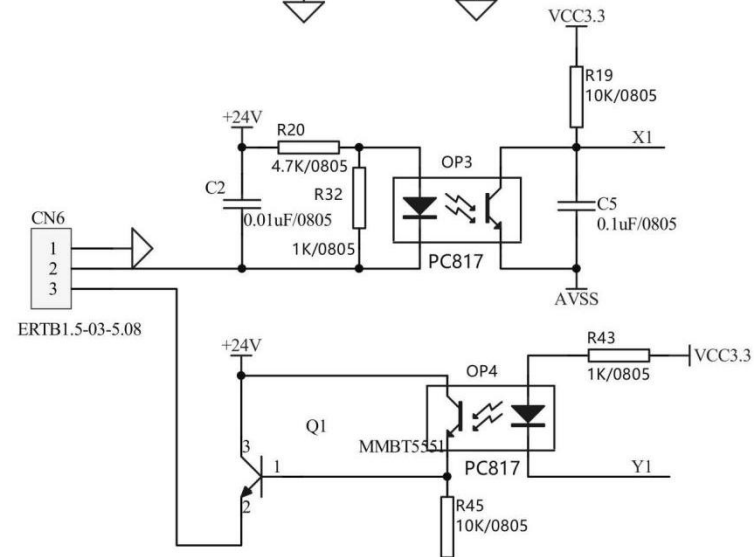 VCC3.3
R19
10K/0805
+24V
R20
X1
4.7K/0805
OP3
C2
R32
0.01uF/0805
C5
0.1uF/0805
CN6
1
2
3
1K/0805
PC817
AVSS
ERTB1.5-03-5.08
+24V
R43
VCC3.3
1K/0805
OP4
Q1
MMBT5551
3
1
PC817
Y1
2
R45
10K/0805